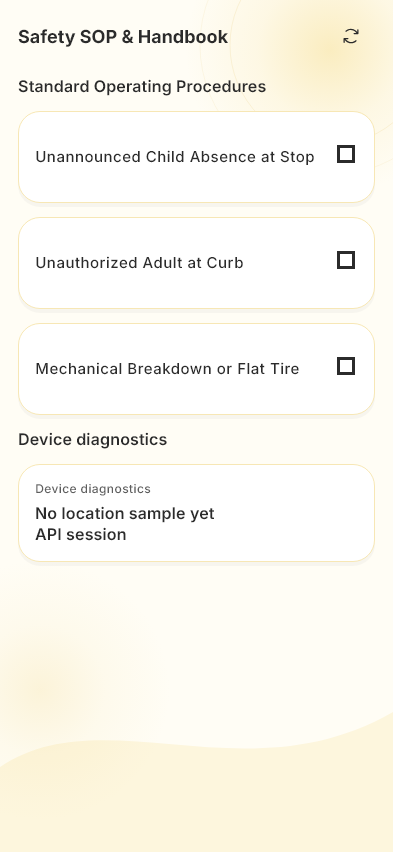 Safety SOP & Handbook
Standard Operating Procedures
Unannounced Child Absence at Stop
Unauthorized Adult at Curb
Mechanical Breakdown or Flat Tire
Device diagnostics
Device diagnostics
No location sample yet
API session